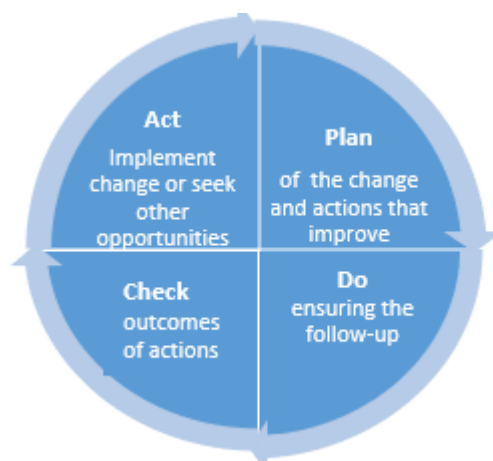 Act
Implement
change or seek
other
opportunities
Plan
of the change
and actions that
improve
Check
outcomes
of actions
Do
ensuring the
follow-up